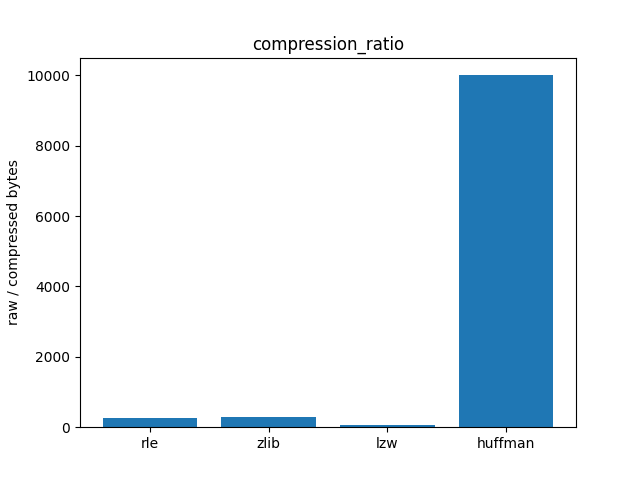 compression_ratio
raw / compressed bytes
10000
8000
6000
4000
2000
0
rle
zlib
lzw
huffman